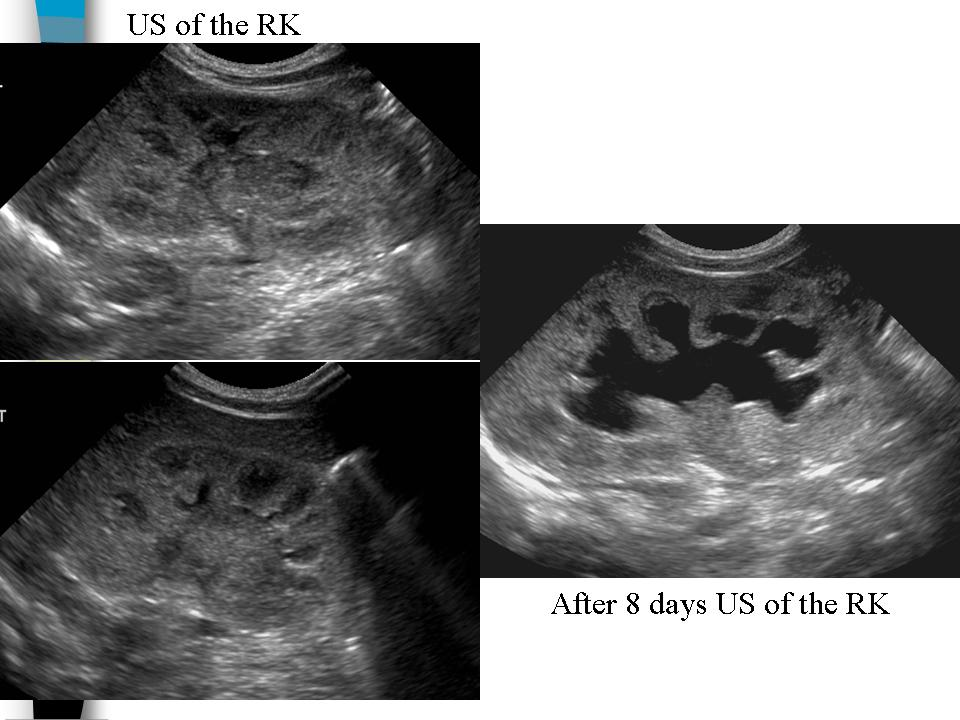 US of the RK
T
After 8 days US of the RK